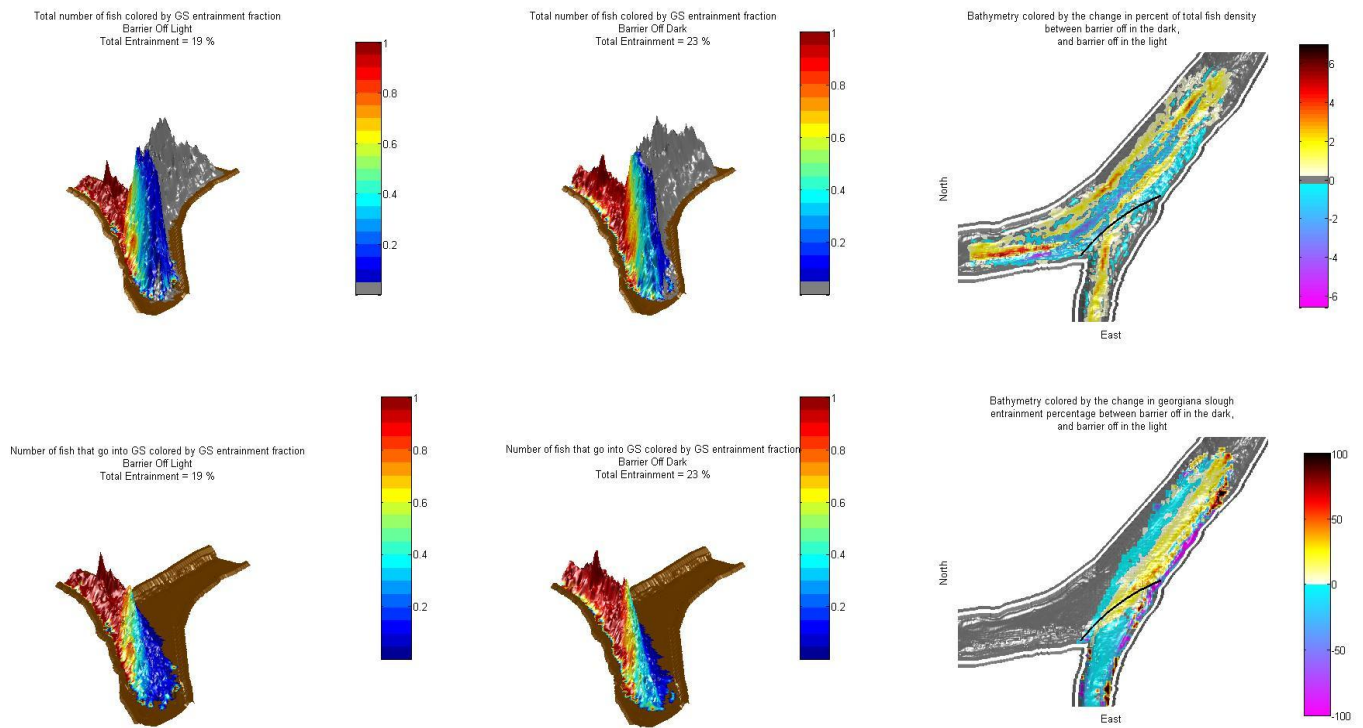 Total number of fish colored by GS entrainment fraction
Barrier Off Light
Total Entrainment = 19 %
1
0.8
0.6
0.4
0.2
Total number of fish colored by GS entrainment fraction
Barrier Off Dark
Total Entrainment = 23 %
1
0.8
0.6
0.4
0.2
Bathymetry colored by the change in percent of total fish density
between barrier off in the dark,
and barrier off in the light
North
East
6
4
2
0
-2
-4
-6
Number of fish that go into GS colored by GS entrainment fraction
Barrier Off Light
Total Entrainment = 19 %
1
0.8
0.6
0.4
0.2
Number of fish that go into GS colored by GS entrainment fraction
Barrier Off Dark
Total Entrainment = 23 %
1
0.8
0.6
0.4
0.2
Bathymetry colored by the change in georgiana slough
entrainment percentage between barrier off in the dark,
and barrier off in the light
North
East
100
50
0
-50
-100